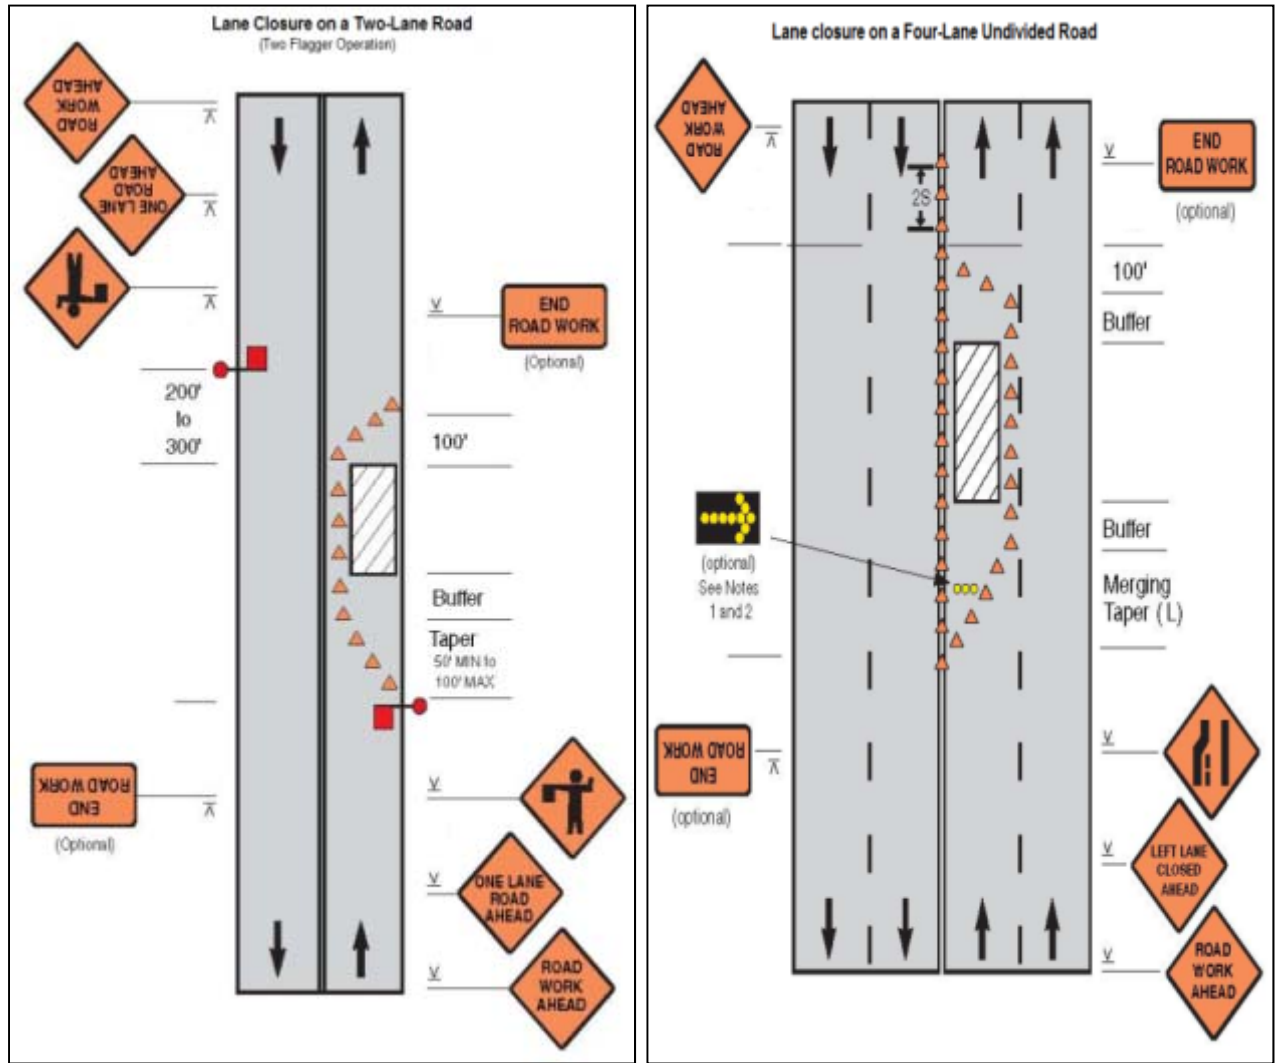 Lane Closure on a Two-Lane Road
(Two Flagger Operation)
ROAD
WORK
AHEAD
ONE LANE
ROAD
AHEAD
END
ROAD WORK
(Optional)
200'
to
300'
100'
Buffer
Taper
50' MIN to
100' MAX
END
ROAD WORK
(Optional)
ONE LANE
ROAD
AHEAD
ROAD
WORK
AHEAD
Lane closure on a Four-Lane Undivided Road
ROAD
WORK
AHEAD
END
ROAD WORK
(optional)
2S
100'
Buffer
(optional)
See Notes
1 and 2
Buffer
Merging
Taper (L)
END
ROAD WORK
(optional)
LEFT LANE
CLOSED
AHEAD
ROAD
WORK
AHEAD